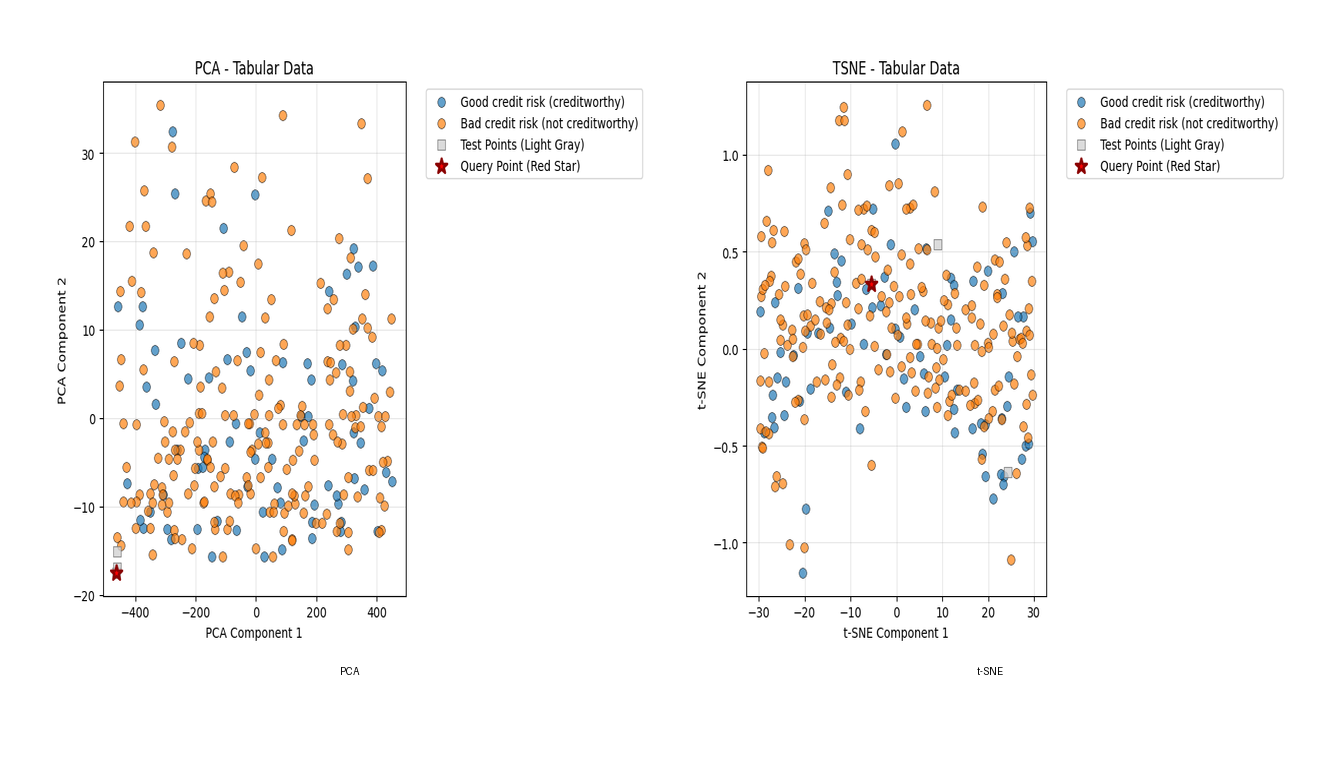 PCA - Tabular Data
PCA Component 2
30
20
10
0
−10
−20
−400
−200
0
200
400
PCA Component 1
Good credit risk (creditworthy)
Bad credit risk (not creditworthy)
Test Points (Light Gray)
Query Point (Red Star)
PCA
TSNE - Tabular Data
t-SNE Component 2
1.0
0.5
0.0
−0.5
−1.0
−30
−20
−10
0
10
20
30
t-SNE Component 1
Good credit risk (creditworthy)
Bad credit risk (not creditworthy)
Test Points (Light Gray)
Query Point (Red Star)
t-SNE